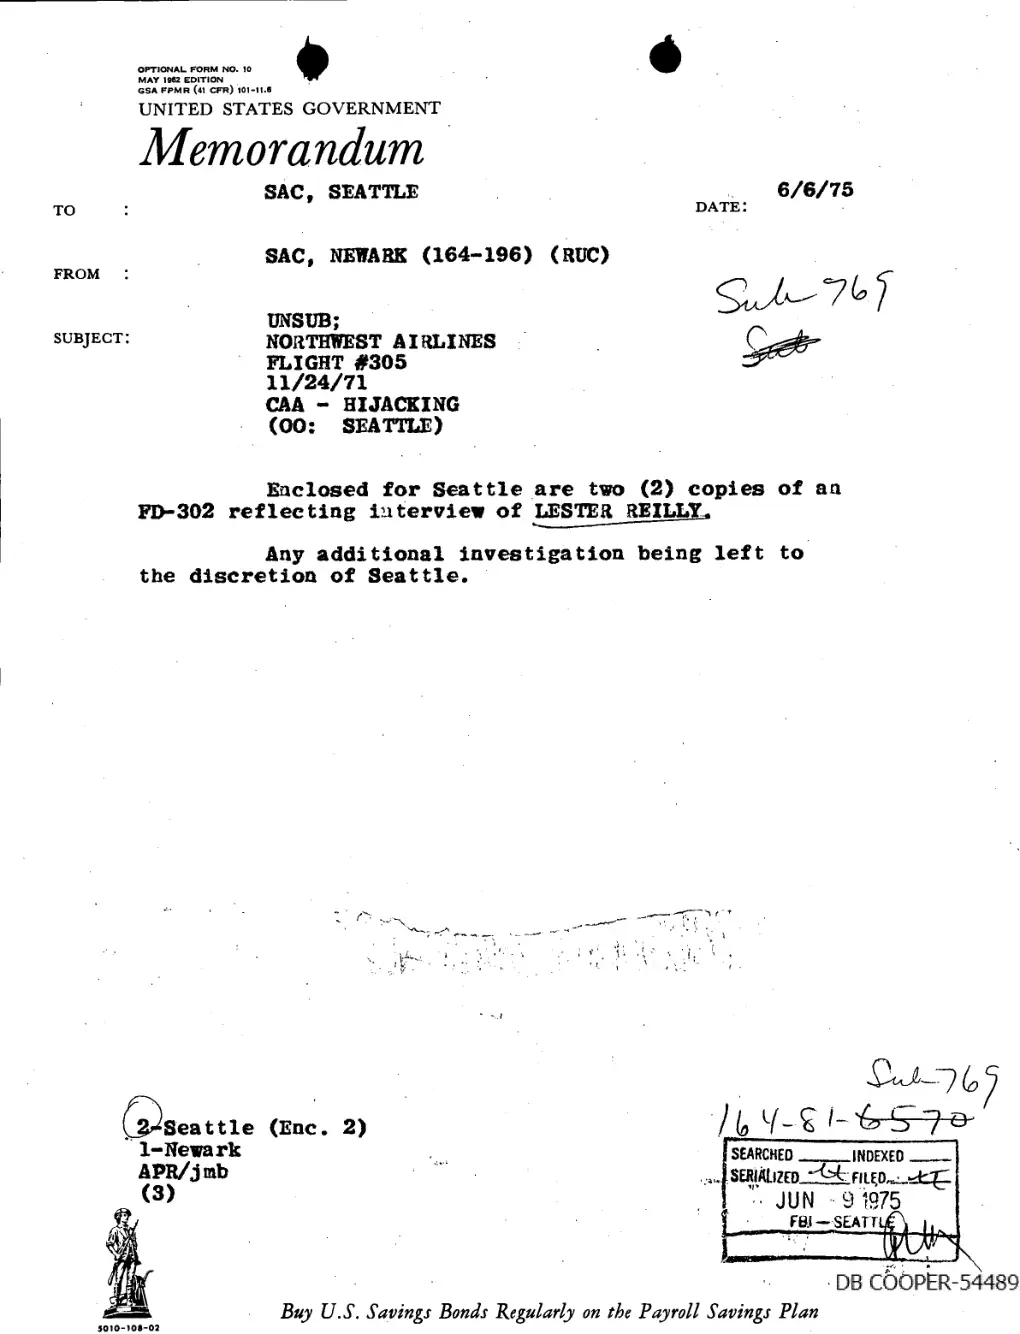 OPTIONAL FORM NO. 10
MAY 1962 EDITION
GSA FPMR (41 CFR) 101-11.6
UNITED STATES GOVERNMENT
Memorandum
TO : SAC, SEATTLE
DATE: 6/6/75
FROM : SAC, NEWARK (164-196) (RUC)
Sub 769
Sub
SUBJECT: UNSUB;
NORTHWEST AIRLINES
FLIGHT #305
11/24/71
CAA - HIJACKING
(OO: SEATTLE)
Enclosed for Seattle are two (2) copies of an
FD-302 reflecting interview of LESTER REILLY.
Any additional investigation being left to
the discretion of Seattle.
Sub 769
164-81-6570
2-Seattle (Enc. 2)
1-Newark
APR/jmb
(3)
SEARCHED INDEXED
SERIALIZED FILED
JUN 9 1975
FBI - SEATTLE
DB COOPER-54489
Buy U.S. Savings Bonds Regularly on the Payroll Savings Plan
5010-108-02